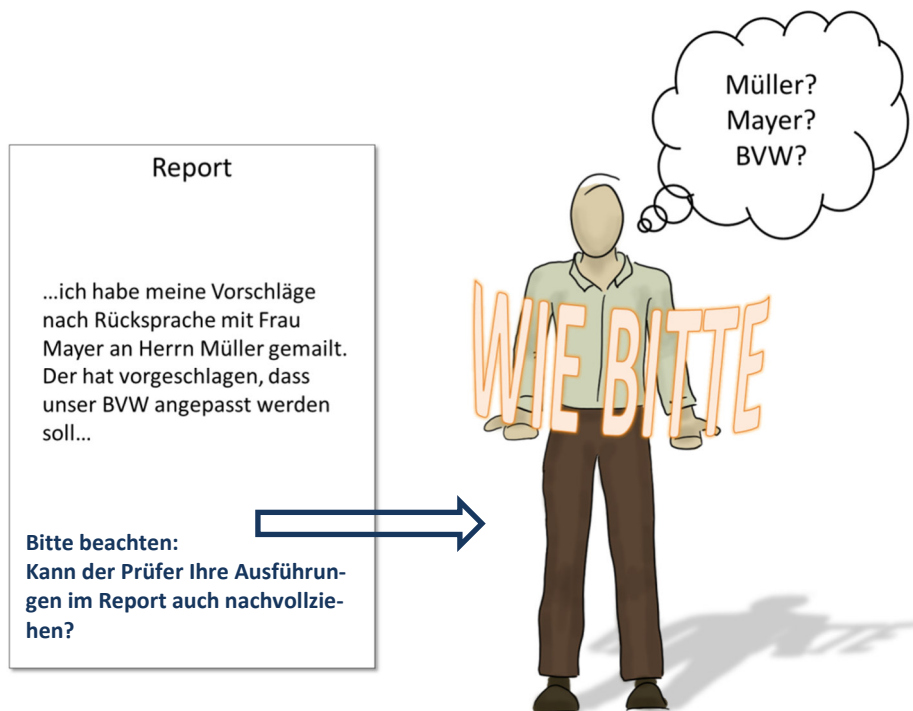 Report
...ich habe meine Vorschläge
nach Rücksprache mit Frau
Mayer an Herrn Müller gemailt.
Der hat vorgeschlagen, dass
unser BVW angepasst werden
soll...
Bitte beachten:
Kann der Prüfer Ihre Ausführun-
gen im Report auch nachvollzie-
hen?
Müller?
Mayer?
BVW?
WIE BITTE